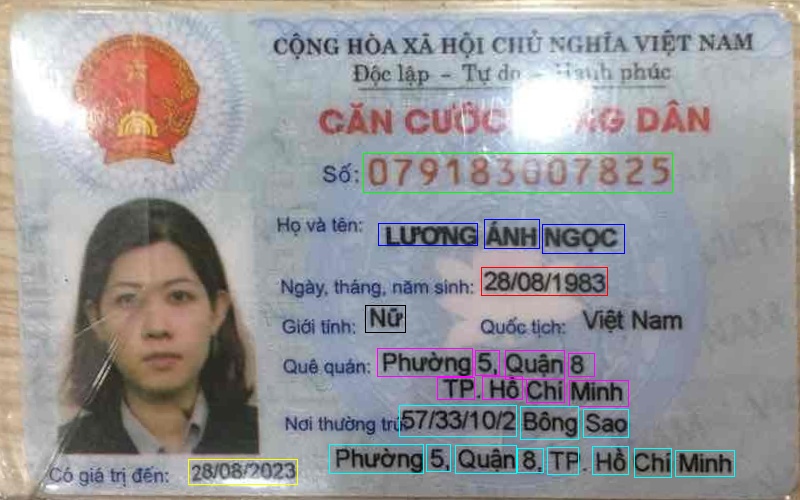 CỘNG HÒA XÃ HỘI CHỦ NGHĨA VIỆT NAM
Độc lập - Tự do - Hạnh phúc
CĂN CƯỚC CÔNG DÂN
Số: 079183007825
Họ và tên: LƯƠNG ÁNH NGỌC
Ngày, tháng, năm sinh: 28/08/1983
Giới tính: Nữ Quốc tịch: Việt Nam
Quê quán: Phường 5, Quận 8
TP. Hồ Chí Minh
Nơi thường trú: 57/33/10/2 Bông Sao
Phường 5, Quận 8, TP. Hồ Chí Minh
Có giá trị đến: 28/08/2023